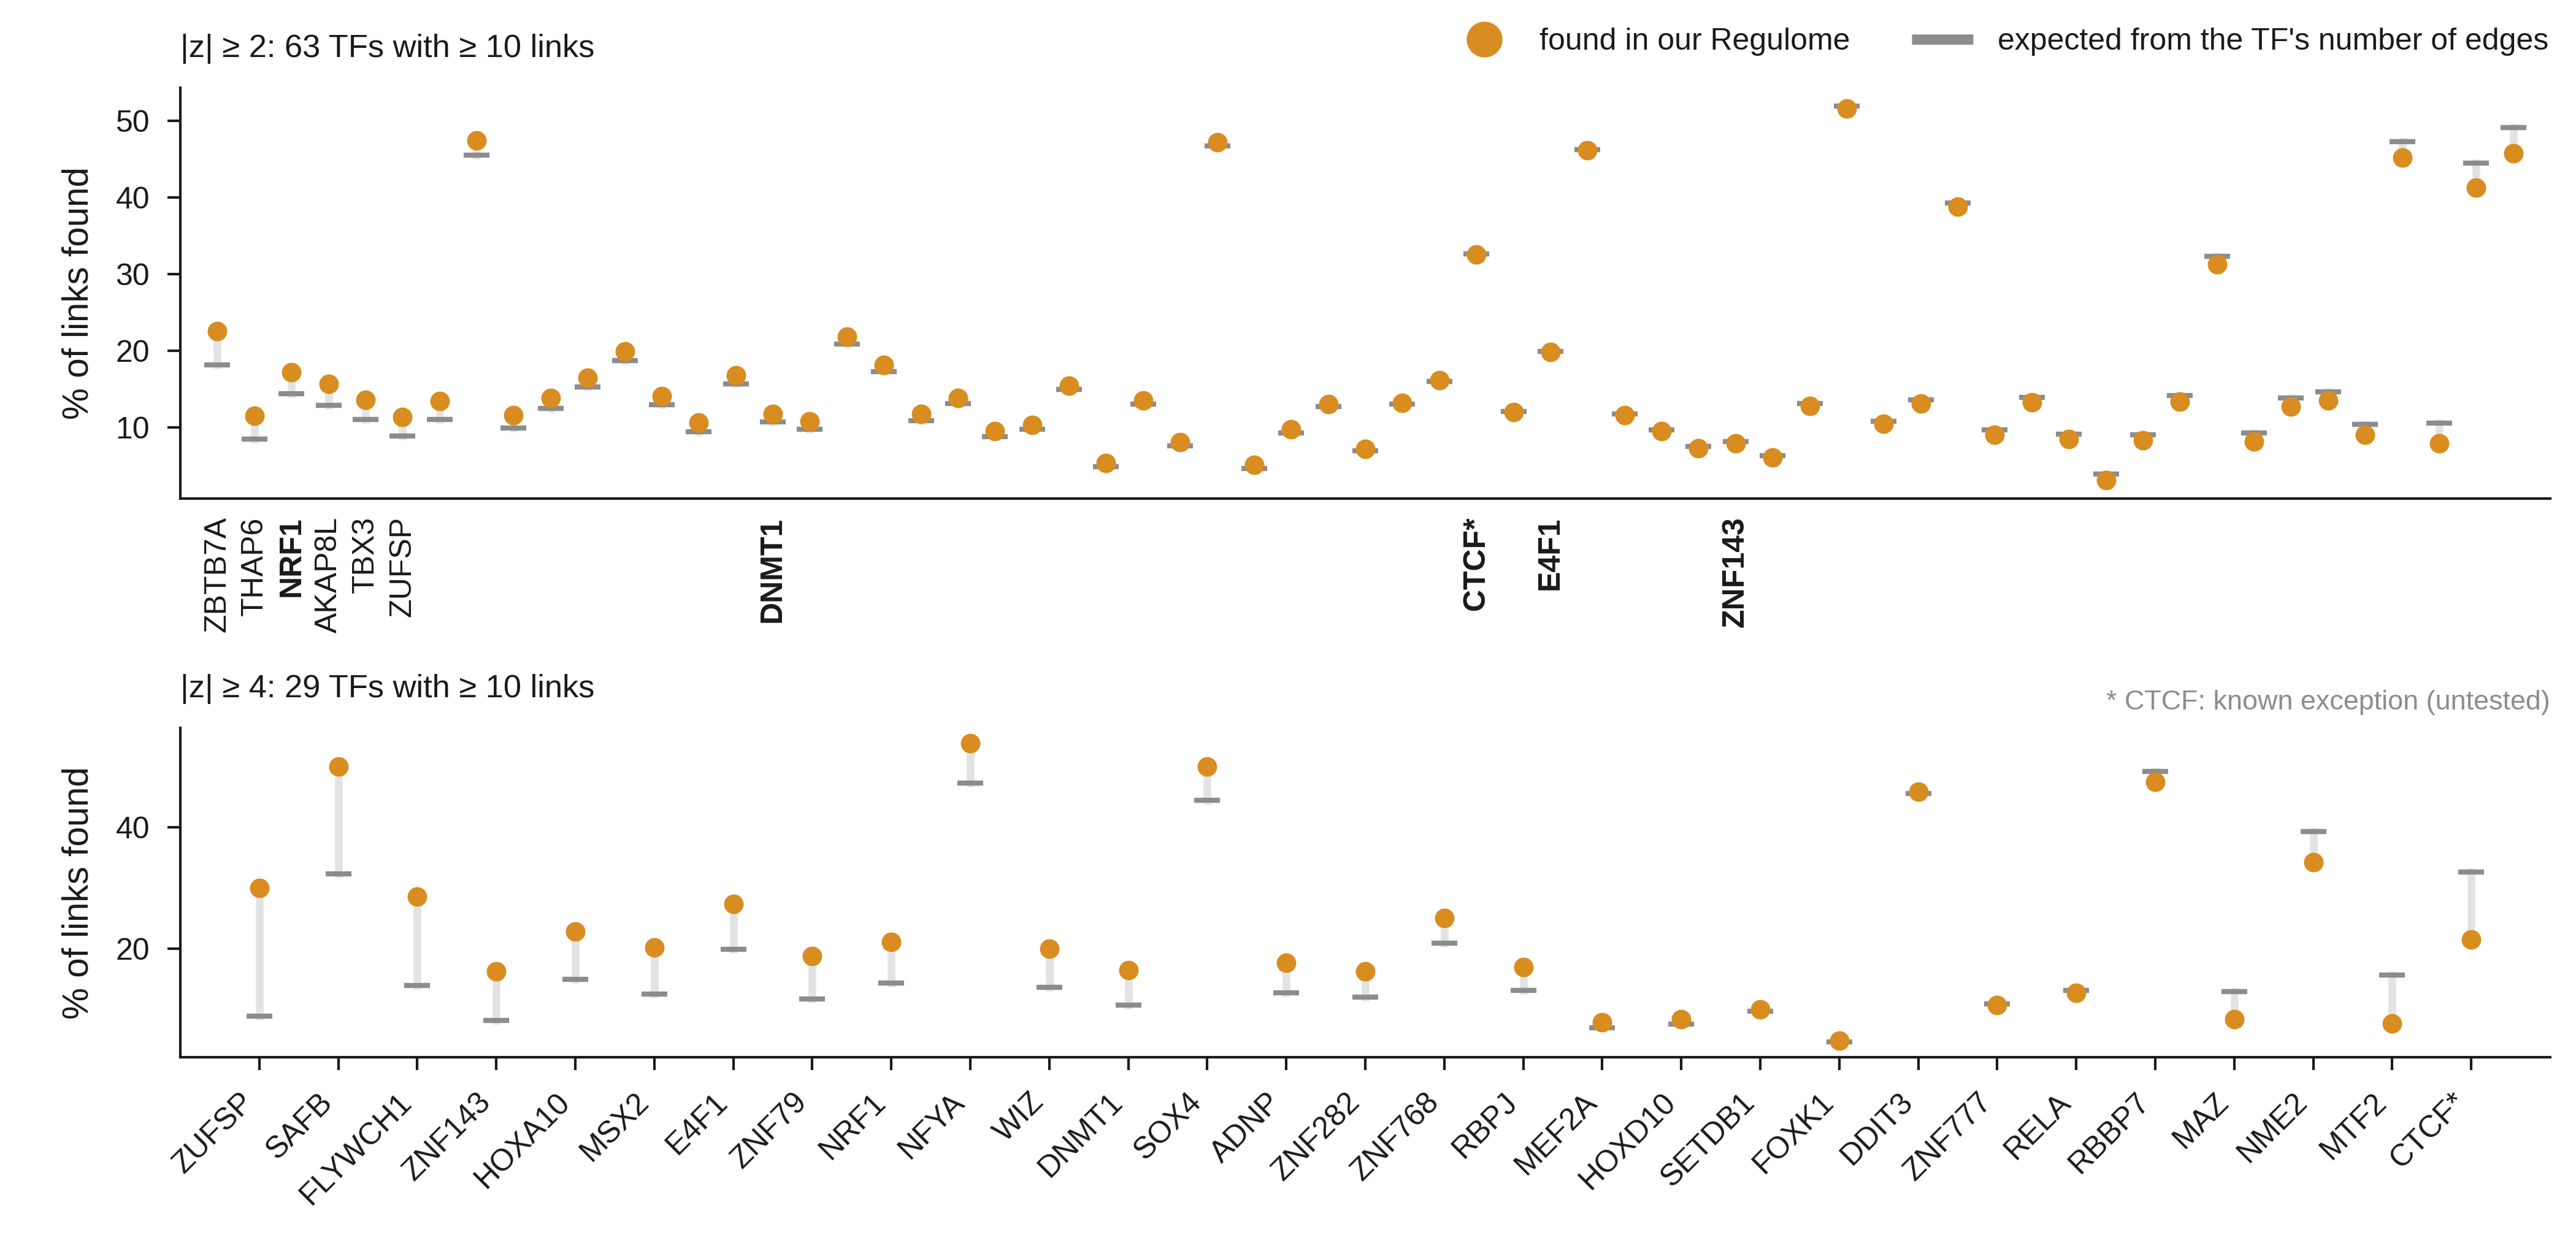 |z| ≥ 2: 63 TFs with ≥ 10 links
found in our Regulome
expected from the TF's number of edges
% of links found
50
40
30
20
10
ZBTB7A
THAP6
NRF1
AKAP8L
TBX3
ZUFSP
DNMT1
CTCF*
E4F1
ZNF143
|z| ≥ 4: 29 TFs with ≥ 10 links
* CTCF: known exception (untested)
% of links found
40
20
ZUFSP
SAFB
FLYWCH1
ZNF143
HOXA10
MSX2
E4F1
ZNF79
NRF1
NFYA
WIZ
DNMT1
SOX4
ADNP
ZNF282
ZNF768
RBPJ
MEF2A
HOXD10
SETDB1
FOXK1
DDIT3
ZNF777
RELA
RBBP7
MAZ
NME2
MTF2
CTCF*